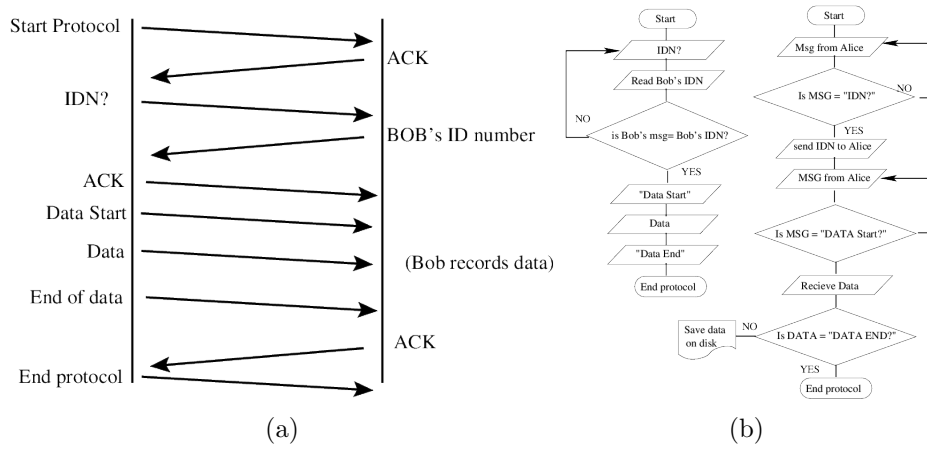 Start Protocol
ACK
IDN?
BOB's ID number
ACK
Data Start
Data
(Bob records data)
End of data
ACK
End protocol
(a)
Start
IDN?
Read Bob's IDN
NO
is Bob's msg= Bob's IDN?
YES
"Data Start"
Data
"Data End"
End protocol
Start
Msg from Alice
NO
Is MSG = "IDN?"
YES
send IDN to Alice
MSG from Alice
Is MSG = "DATA Start?"
Recieve Data
Save data
on disk
NO
Is DATA = "DATA END?"
YES
End protocol
(b)